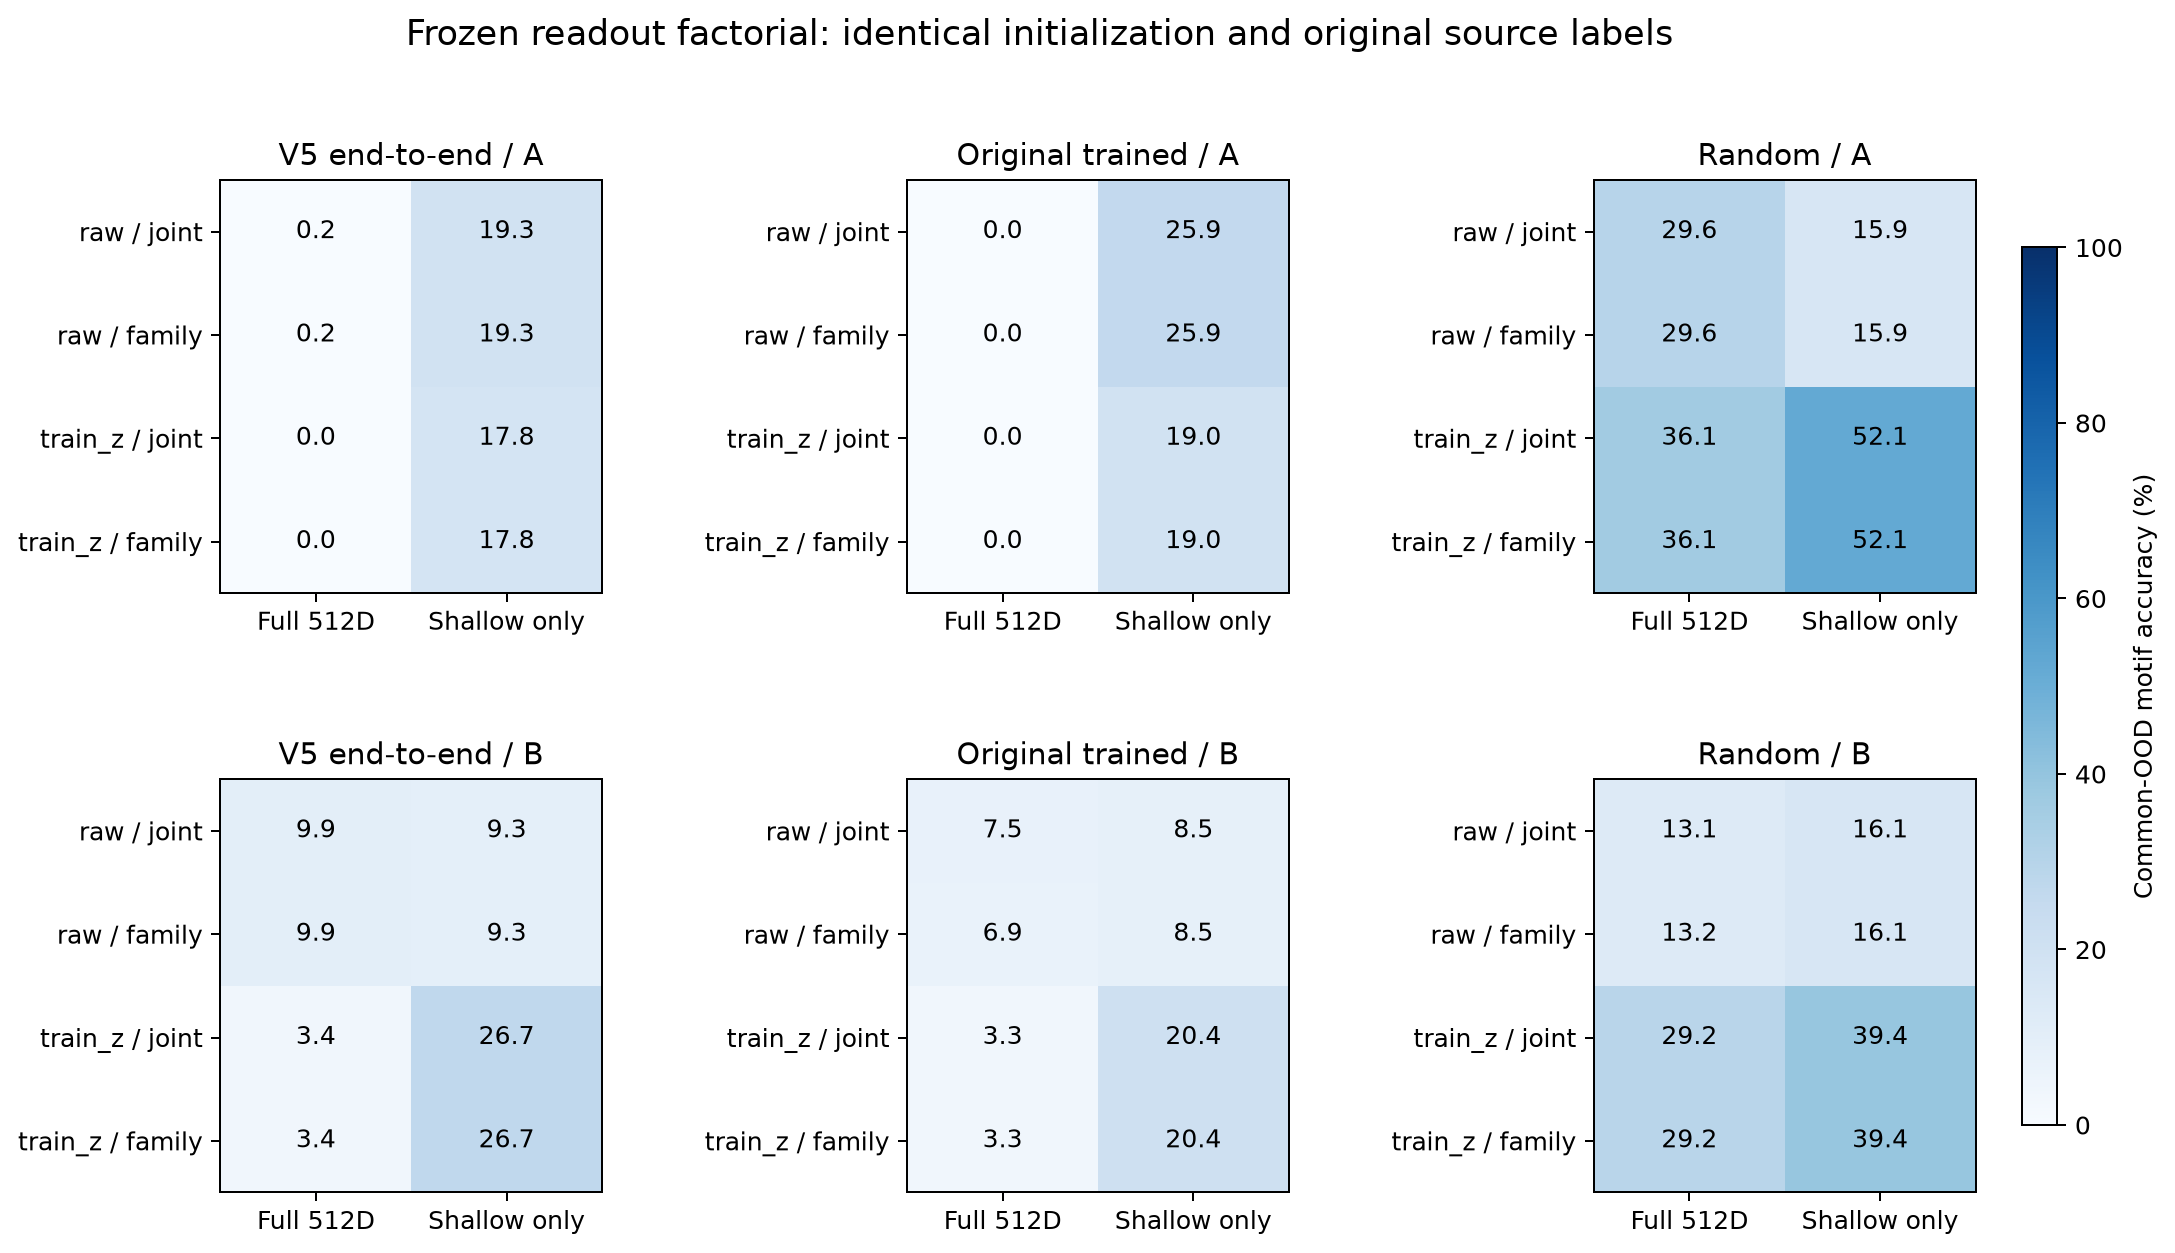 Frozen readout factorial: identical initialization and original source labels
V5 end-to-end / A
raw / joint
0.2
19.3
raw / family
0.2
19.3
train_z / joint
0.0
17.8
train_z / family
0.0
17.8
Full 512D
Shallow only
Original trained / A
raw / joint
0.0
25.9
raw / family
0.0
25.9
train_z / joint
0.0
19.0
train_z / family
0.0
19.0
Full 512D
Shallow only
Random / A
raw / joint
29.6
15.9
raw / family
29.6
15.9
train_z / joint
36.1
52.1
train_z / family
36.1
52.1
Full 512D
Shallow only
V5 end-to-end / B
raw / joint
9.9
9.3
raw / family
9.9
9.3
train_z / joint
3.4
26.7
train_z / family
3.4
26.7
Full 512D
Shallow only
Original trained / B
raw / joint
7.5
8.5
raw / family
6.9
8.5
train_z / joint
3.3
20.4
train_z / family
3.3
20.4
Full 512D
Shallow only
Random / B
raw / joint
13.1
16.1
raw / family
13.2
16.1
train_z / joint
29.2
39.4
train_z / family
29.2
39.4
Full 512D
Shallow only
100
80
60
40
20
0
Common-OOD motif accuracy (%)